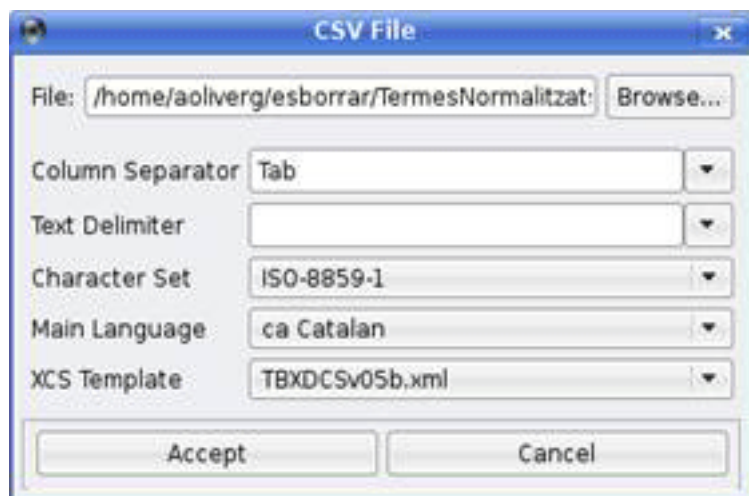 CSV File
File: /home/aoliverg/esborrar/TermesNormalitzat Browse...
Column Separator Tab
Text Delimiter
Character Set ISO-8859-1
Main Language ca Catalan
XCS Template TBXDCSv05b.xml
Accept Cancel